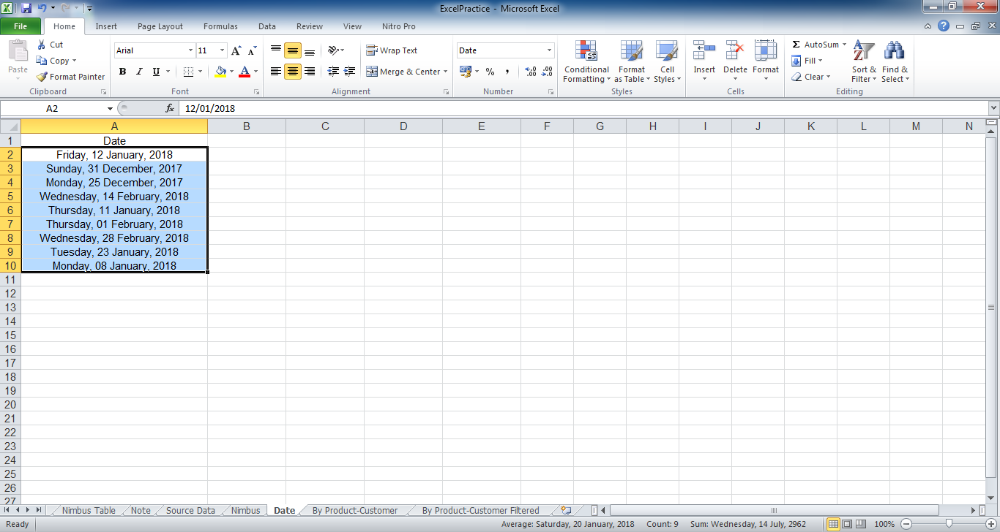 ExcelPractice - Microsoft Excel
File Home Insert Page Layout Formulas Data Review View Nitro Pro
Paste
Cut
Copy
Format Painter
Clipboard
Arial 11
B I U
Font
Wrap Text
Merge & Center
Alignment
Date
%
Number
Conditional Formatting
Format as Table
Cell Styles
Styles
Insert Delete Format
Cells
Σ AutoSum
Fill
Clear
Sort & Filter
Find & Select
Editing
A2 fx 12/01/2018
A B C D E F G H I J K L M N
1 Date
2 Friday, 12 January, 2018
3 Sunday, 31 December, 2017
4 Monday, 25 December, 2017
5 Wednesday, 14 February, 2018
6 Thursday, 11 January, 2018
7 Thursday, 01 February, 2018
8 Wednesday, 28 February, 2018
9 Tuesday, 23 January, 2018
10 Monday, 08 January, 2018
11
12
13
14
15
16
17
18
19
20
21
22
23
24
25
26
27
Nimbus Table Note Source Data Nimbus Date By Product-Customer By Product-Customer Filtered
Ready Average: Saturday, 20 January, 2018 Count: 9 Sum: Wednesday, 14 July, 2962 100%